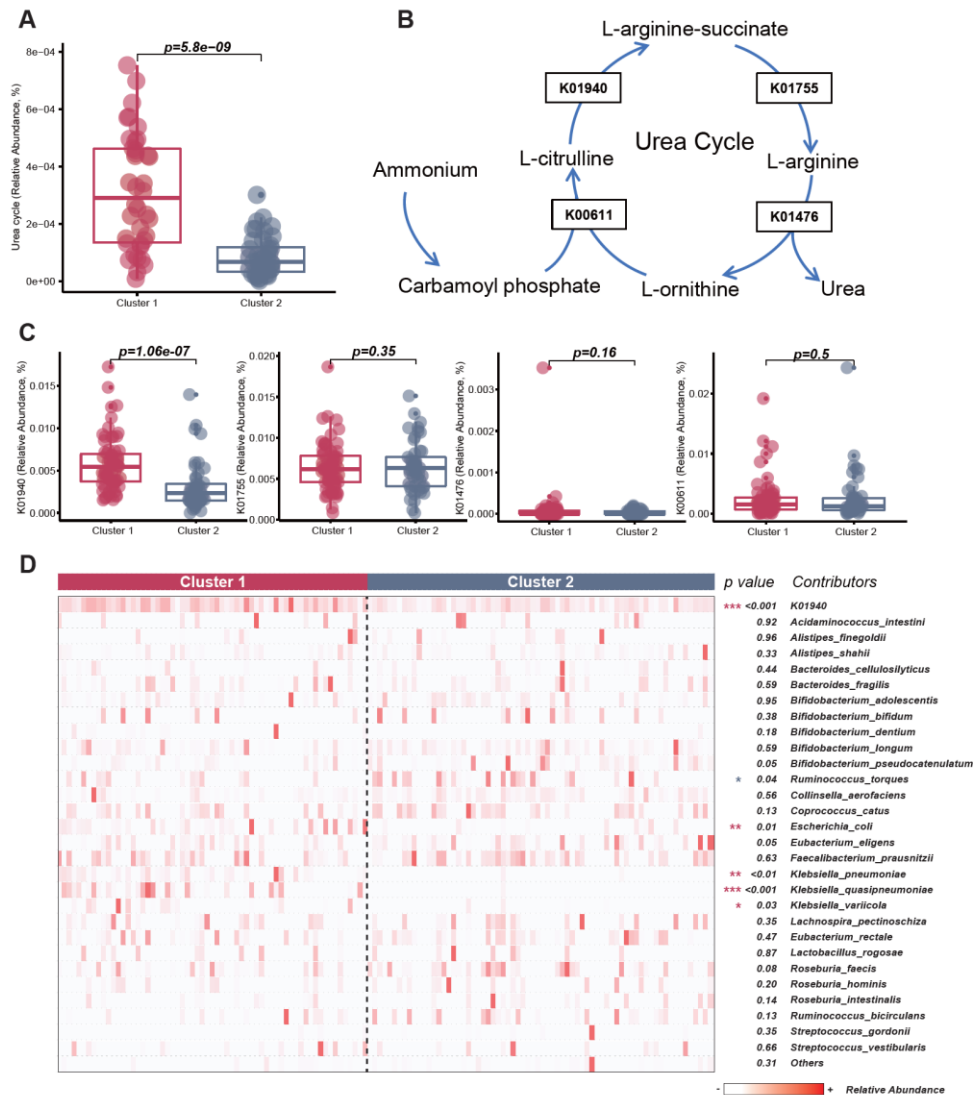 A
p=5.8e−09
Urea cycle (Relative Abundance, %)
8e−04
6e−04
4e−04
2e−04
0e+00
Cluster 1
Cluster 2
B
L-arginine-succinate
K01940
K01755
Urea Cycle
L-citrulline
L-arginine
Ammonium
K00611
K01476
Carbamoyl phosphate
L-ornithine
Urea
C
p=1.06e-07
K01940 (Relative Abundance, %)
0.015
0.010
0.005
0.000
Cluster 1
Cluster 2
p=0.35
K01755 (Relative Abundance, %)
0.020
0.015
0.010
0.005
0.000
Cluster 1
Cluster 2
p=0.16
K01476 (Relative Abundance, %)
0.003
0.002
0.001
0.000
Cluster 1
Cluster 2
p=0.5
K00611 (Relative Abundance, %)
0.02
0.01
0.00
Cluster 1
Cluster 2
D
Cluster 1
Cluster 2
p value
Contributors
*** <0.001 K01940
0.92 Acidaminococcus_intestini
0.96 Alistipes_finegoldii
0.33 Alistipes_shahii
0.44 Bacteroides_cellulosilyticus
0.59 Bacteroides_fragilis
0.95 Bifidobacterium_adolescentis
0.38 Bifidobacterium_bifidum
0.18 Bifidobacterium_dentium
0.59 Bifidobacterium_longum
0.05 Bifidobacterium_pseudocatenulatum
* 0.04 Ruminococcus_torques
0.56 Collinsella_aerofaciens
0.13 Coprococcus_catus
** 0.01 Escherichia_coli
0.05 Eubacterium_eligens
0.63 Faecalibacterium_prausnitzii
** <0.01 Klebsiella_pneumoniae
*** <0.001 Klebsiella_quasipneumoniae
* 0.03 Klebsiella_variicola
0.35 Lachnospira_pectinoschiza
0.47 Eubacterium_rectale
0.87 Lactobacillus_rogosae
0.08 Roseburia_faecis
0.20 Roseburia_hominis
0.14 Roseburia_intestinalis
0.13 Ruminococcus_bicirculans
0.35 Streptococcus_gordonii
0.66 Streptococcus_vestibularis
0.31 Others
- + Relative Abundance